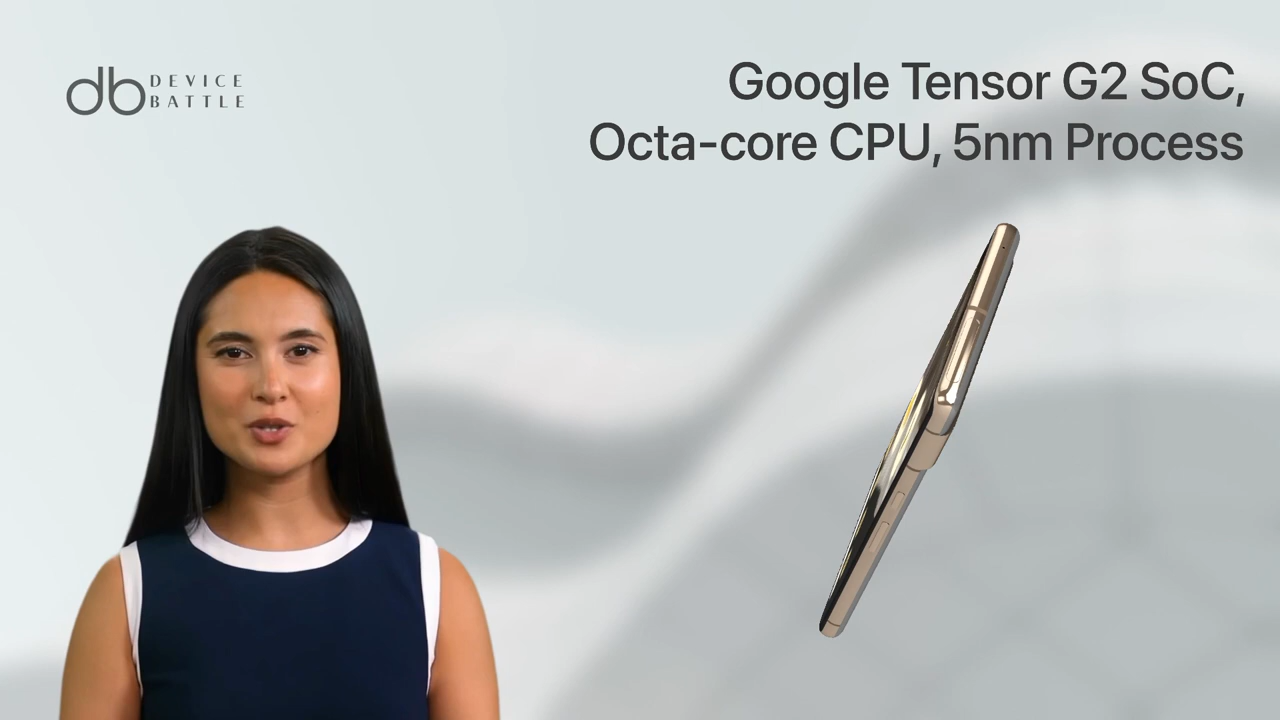 db DEVICE
BATTLE
Google Tensor G2 SoC,
Octa-core CPU, 5nm Process